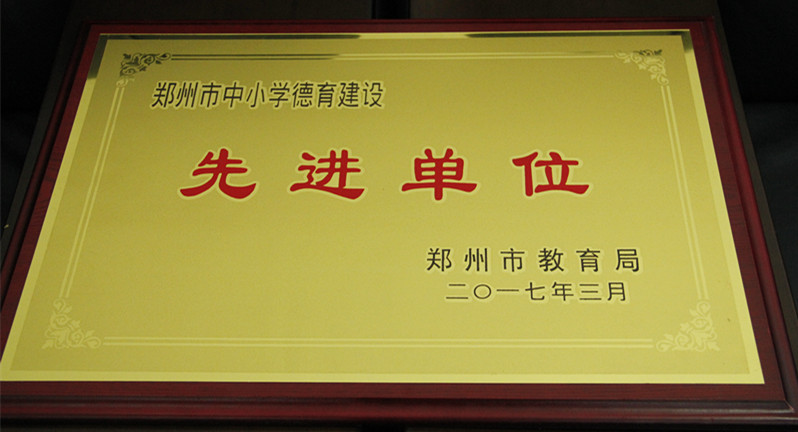 郑州市中小学德育建设
先进单位
郑州市教育局
二〇一七年三月